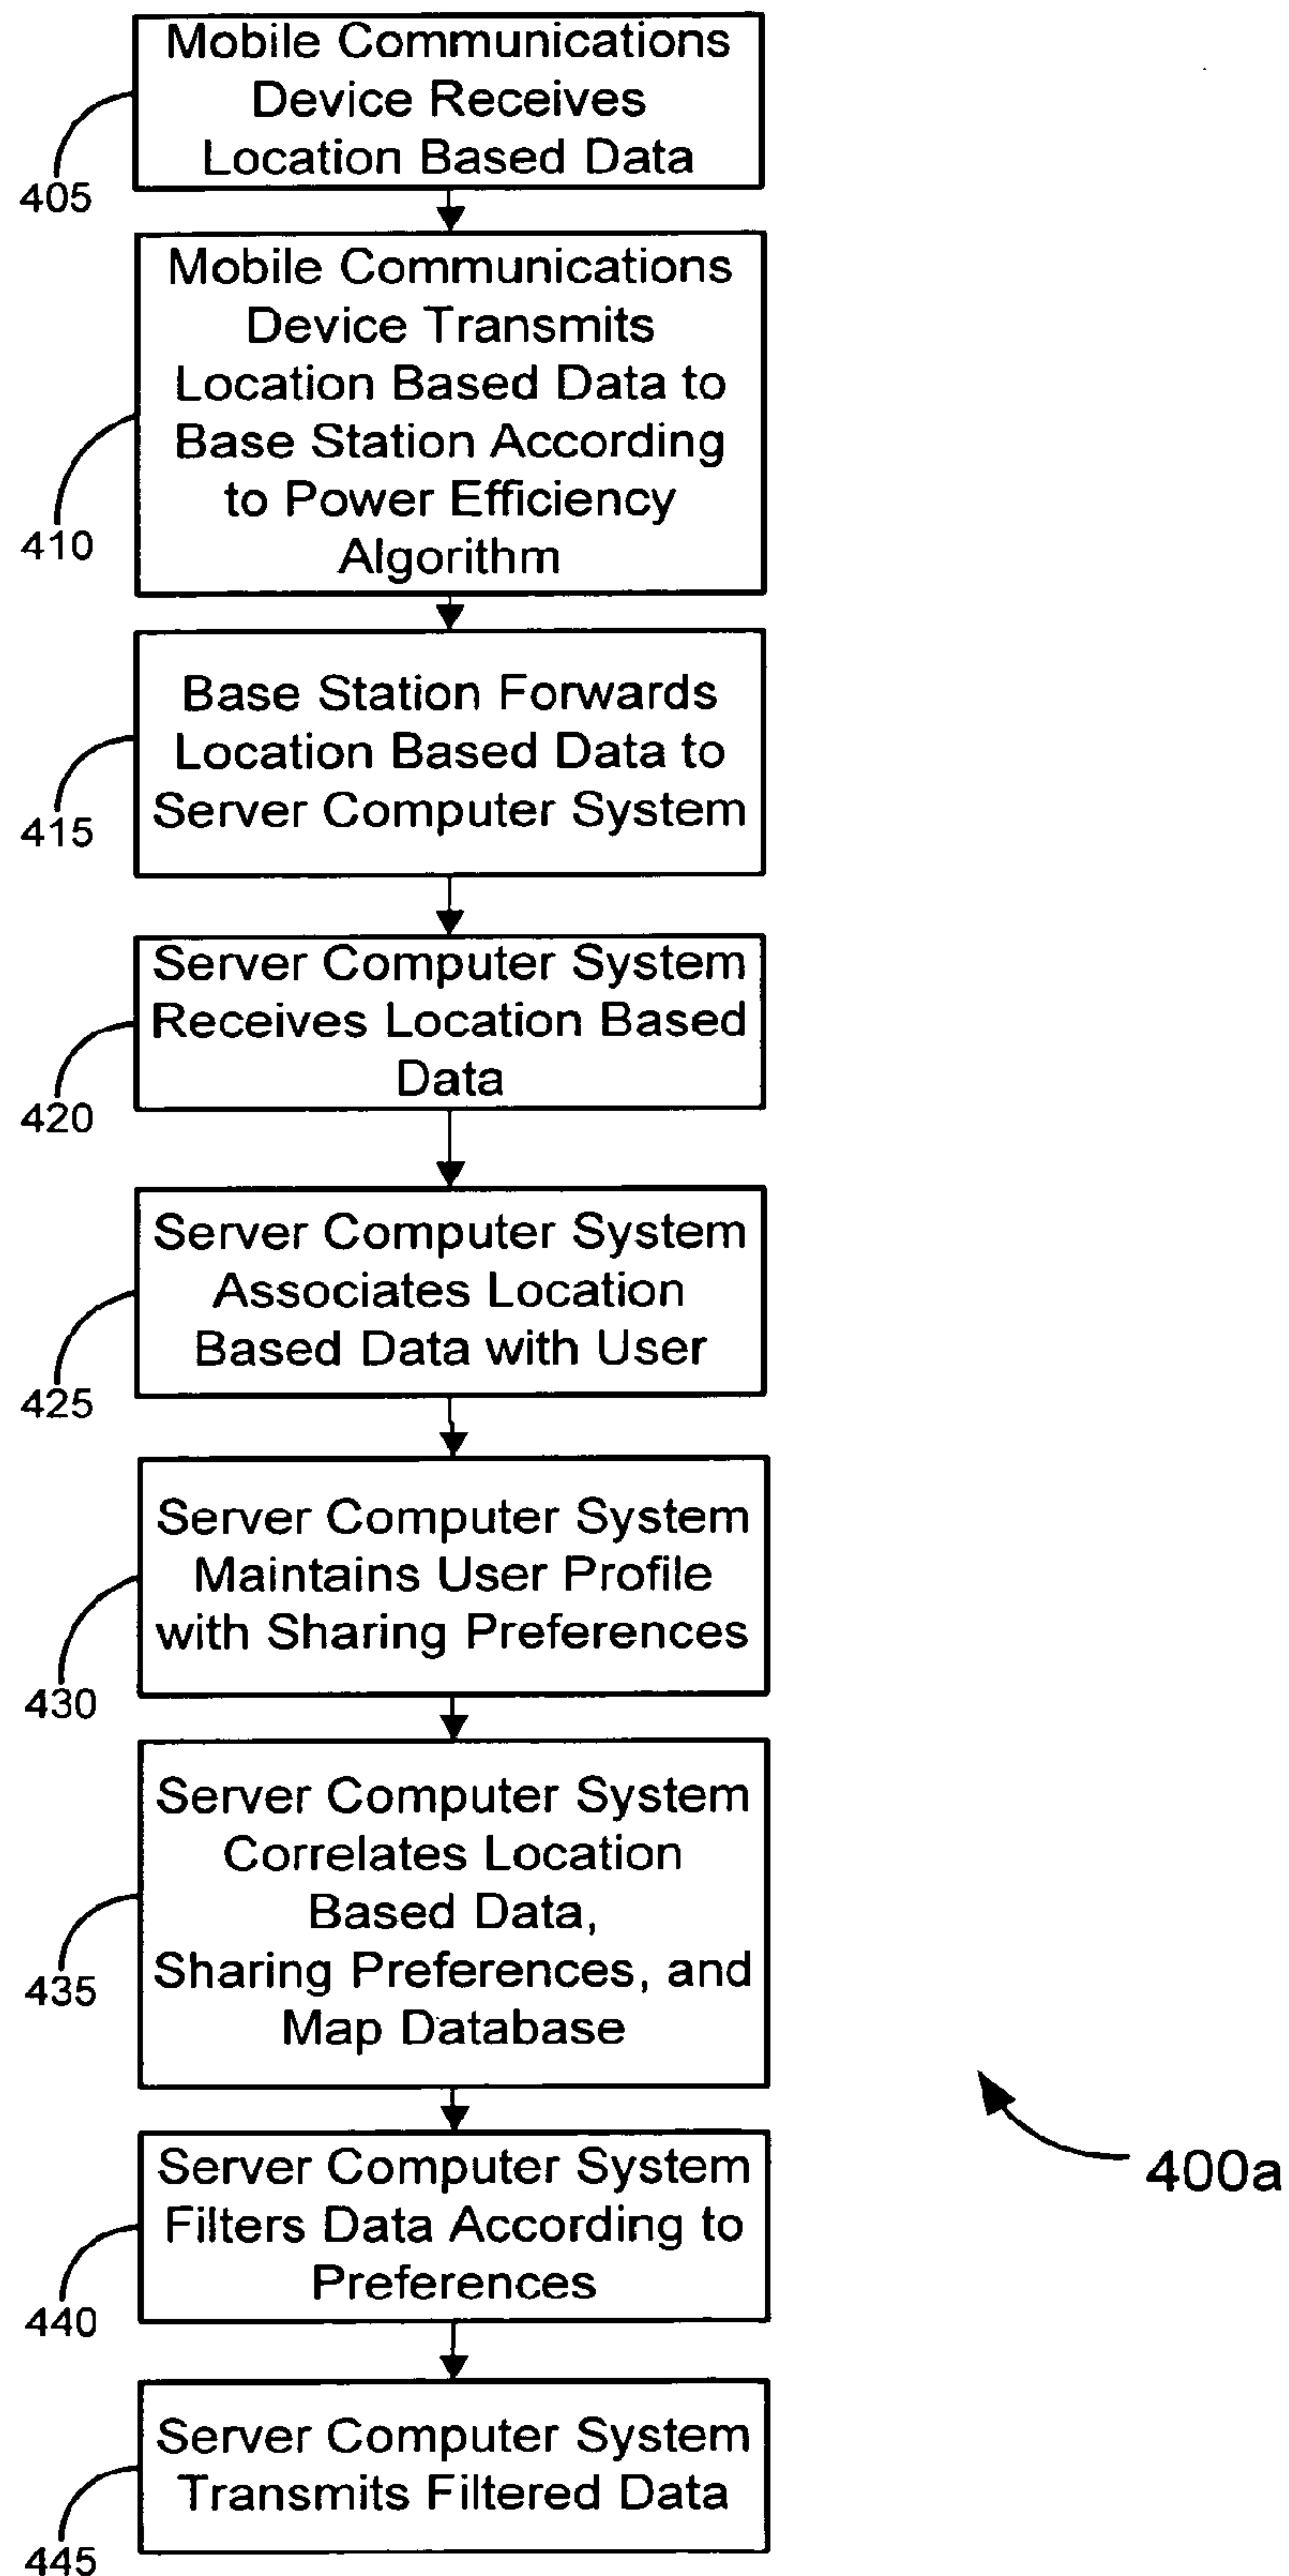 Mobile Communications
Device Receives
Location Based Data
405
Mobile Communications
Device Transmits
Location Based Data to
Base Station According
to Power Efficiency
Algorithm
410
Base Station Forwards
Location Based Data to
Server Computer System
415
Server Computer System
Receives Location Based
Data
420
Server Computer System
Associates Location
Based Data with User
425
Server Computer System
Maintains User Profile
with Sharing Preferences
430
Server Computer System
Correlates Location
Based Data,
Sharing Preferences, and
Map Database
435
400a
Server Computer System
Filters Data According to
Preferences
440
Server Computer System
Transmits Filtered Data
445